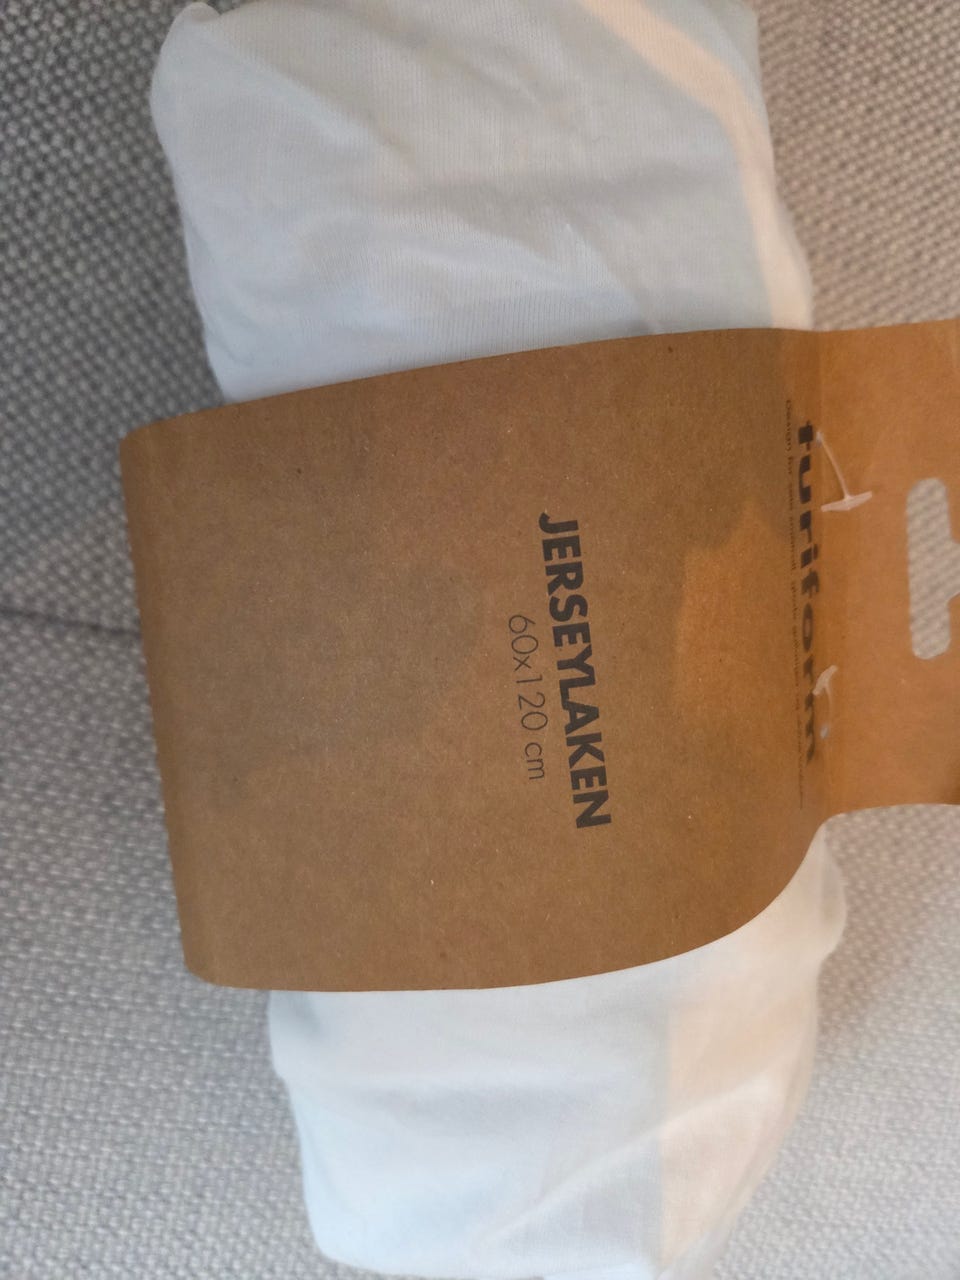 turiform
JERSEYLAKEN
60x120 cm